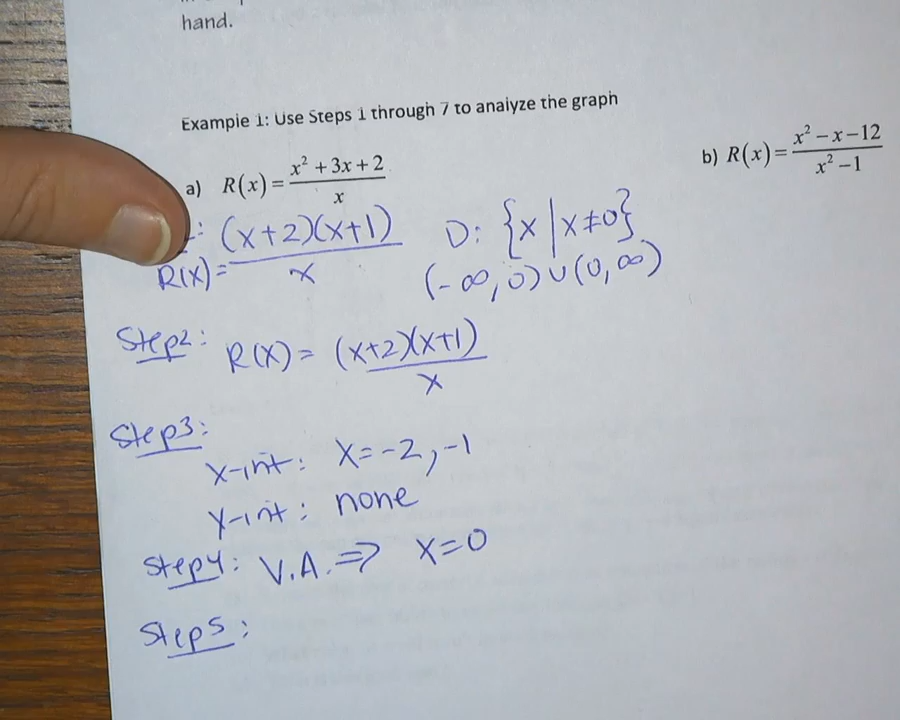 hand.
Example 1: Use Steps 1 through 7 to analyze the graph
a) R(x) = (x² + 3x + 2)/x
b) R(x) = (x² − x − 12)/(x² − 1)
R(x) = (x+2)(x+1)/x
D: {x | x≠0}
(-∞, 0) ∪ (0, ∞)
Step2: R(x) = (x+2)(x+1)/x
Step3:
x-int: x = -2, -1
y-int: none
Step4: V.A. ⇒ x=0
Step5: